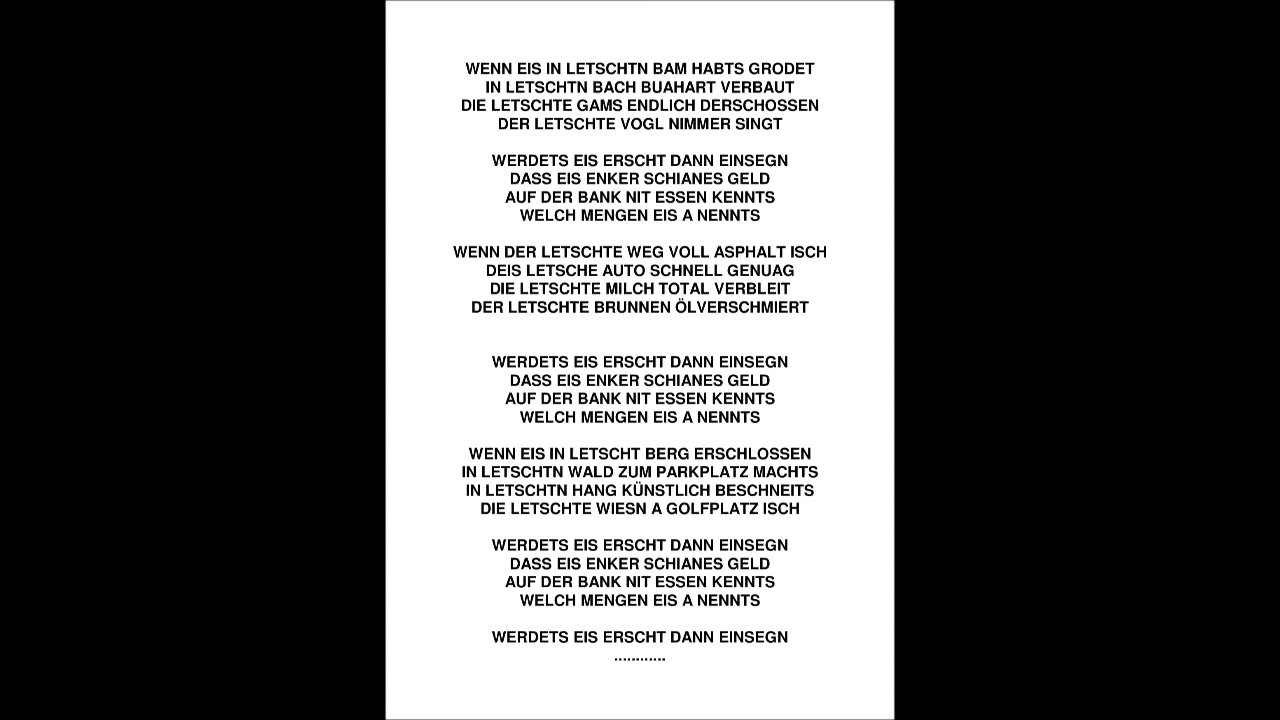 WENN EIS IN LETSCHTN BAM HABTS GRODET
IN LETSCHTN BACH BUAHART VERBAUT
DIE LETSCHTE GAMS ENDLICH DERSCHOSSEN
DER LETSCHTE VOGL NIMMER SINGT
WERDETS EIS ERSCHT DANN EINSEGN
DASS EIS ENKER SCHIANES GELD
AUF DER BANK NIT ESSEN KENNTS
WELCH MENGEN EIS A NENNTS
WENN DER LETSCHTE WEG VOLL ASPHALT ISCH
DEIS LETSCHE AUTO SCHNELL GENUAG
DIE LETSCHTE MILCH TOTAL VERBLEIT
DER LETSCHTE BRUNNEN ÖLVERSCHMIERT
WERDETS EIS ERSCHT DANN EINSEGN
DASS EIS ENKER SCHIANES GELD
AUF DER BANK NIT ESSEN KENNTS
WELCH MENGEN EIS A NENNTS
WENN EIS IN LETSCHT BERG ERSCHLOSSEN
IN LETSCHTN WALD ZUM PARKPLATZ MACHTS
IN LETSCHTN HANG KÜNSTLICH BESCHNEITS
DIE LETSCHTE WIESN A GOLFPLATZ ISCH
WERDETS EIS ERSCHT DANN EINSEGN
DASS EIS ENKER SCHIANES GELD
AUF DER BANK NIT ESSEN KENNTS
WELCH MENGEN EIS A NENNTS
WERDETS EIS ERSCHT DANN EINSEGN
............